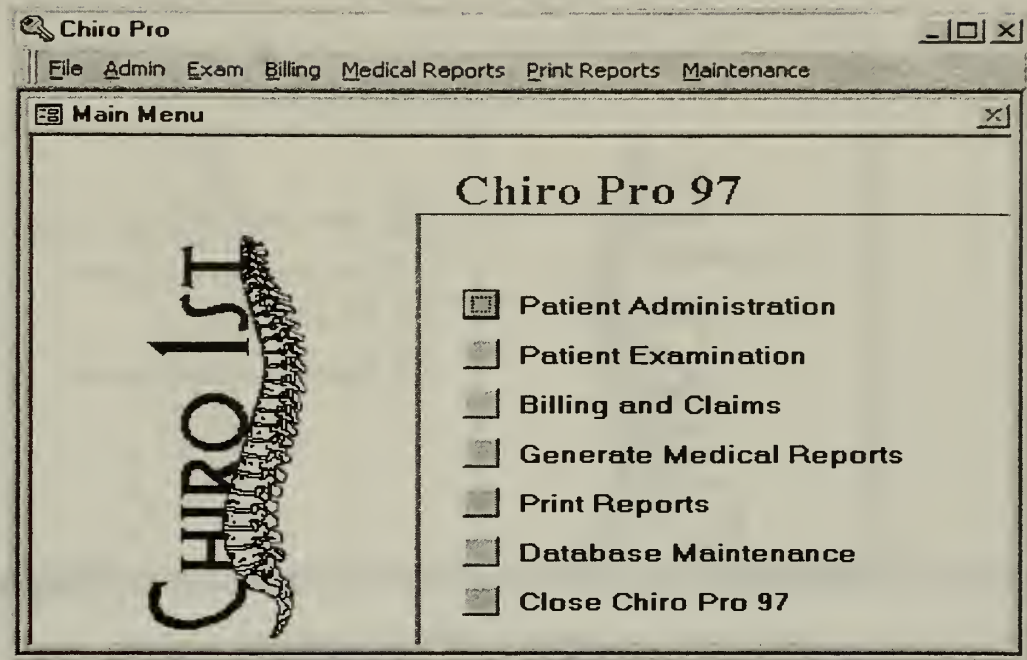 Chiro Pro
File Admin Exam Billing Medical Reports Print Reports Maintenance
Main Menu
Chiro Pro 97
CHIRO 1ST
Patient Administration
Patient Examination
Billing and Claims
Generate Medical Reports
Print Reports
Database Maintenance
Close Chiro Pro 97